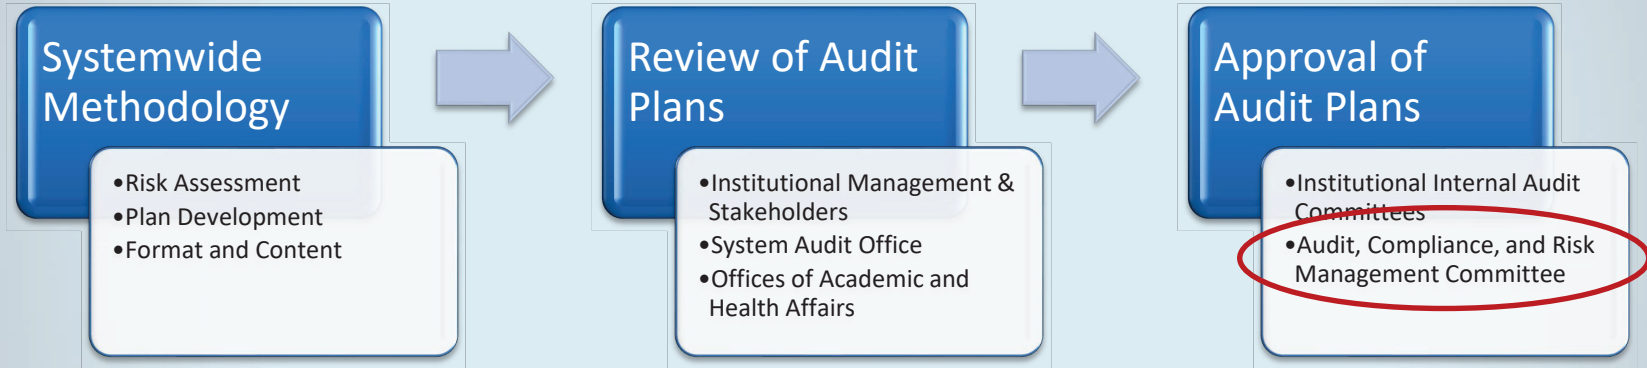 Systemwide
Methodology
•Risk Assessment
•Plan Development
•Format and Content
Review of Audit
Plans
•Institutional Management &
Stakeholders
•System Audit Office
•Offices of Academic and
Health Affairs
Approval of
Audit Plans
•Institutional Internal Audit
Committees
•Audit, Compliance, and Risk
Management Committee